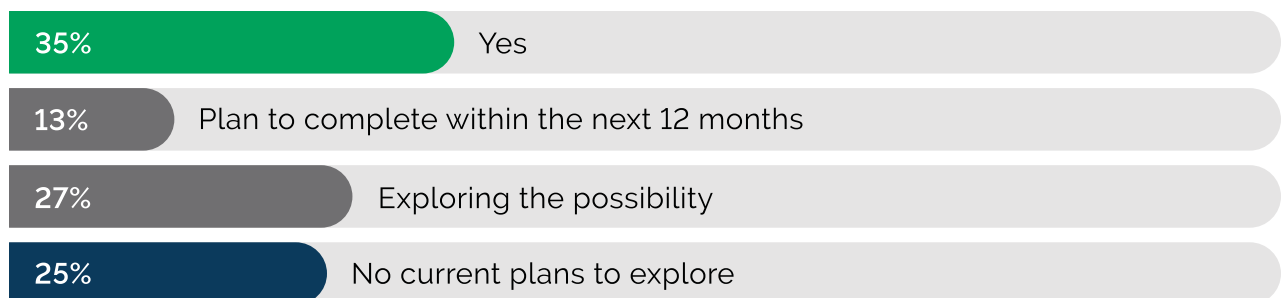 35% Yes
13% Plan to complete within the next 12 months
27% Exploring the possibility
25% No current plans to explore